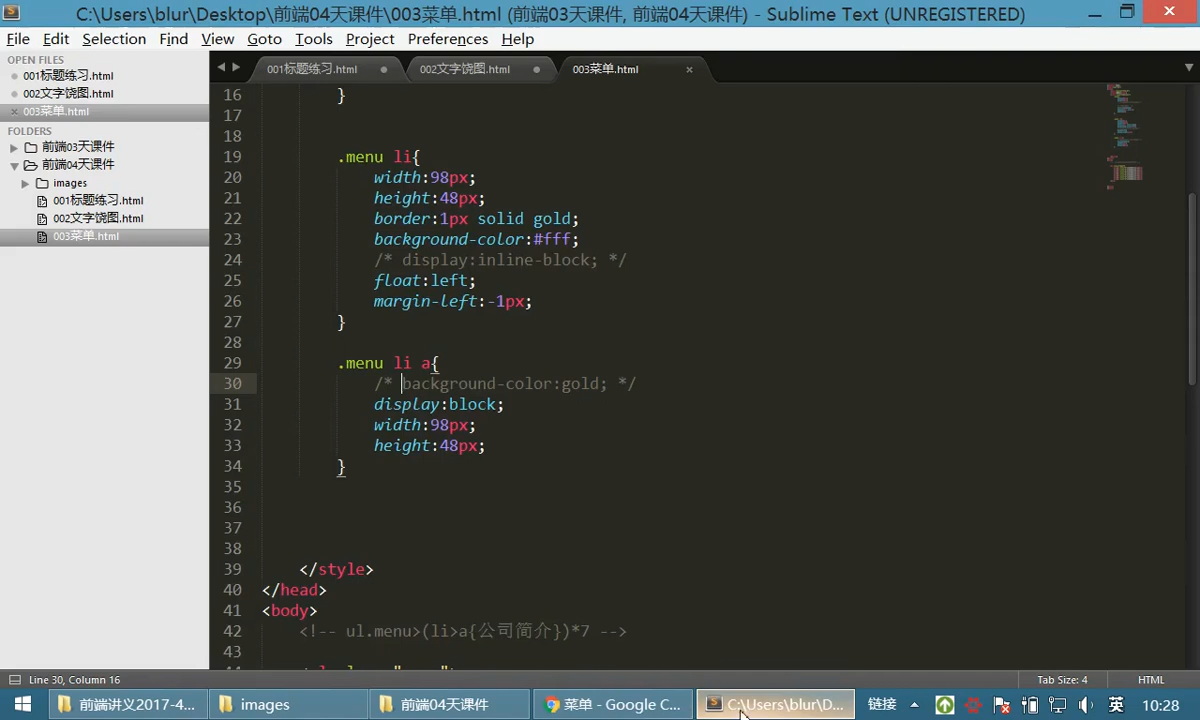 C:\Users\blur\Desktop\前端04天课件\003菜单.html (前端03天课件, 前端04天课件) - Sublime Text (UNREGISTERED)
File Edit Selection Find View Goto Tools Project Preferences Help
OPEN FILES
001标题练习.html
002文字饶图.html
003菜单.html
FOLDERS
前端03天课件
前端04天课件
images
001标题练习.html
002文字饶图.html
003菜单.html
001标题练习.html 002文字饶图.html 003菜单.html
16 }
17
18
19 .menu li{
20 width:98px;
21 height:48px;
22 border:1px solid gold;
23 background-color:#fff;
24 /* display:inline-block; */
25 float:left;
26 margin-left:-1px;
27 }
28
29 .menu li a{
30 /* background-color:gold; */
31 display:block;
32 width:98px;
33 height:48px;
34 }
35
36
37
38
39 </style>
40 </head>
41 <body>
42 <!-- ul.menu>(li>a{公司简介})*7 -->
43
Line 30, Column 16 Tab Size: 4 HTML
前端讲义2017-4... images 前端04天课件 菜单 - Google C... C:\Users\blur\D... 链接 英 10:28